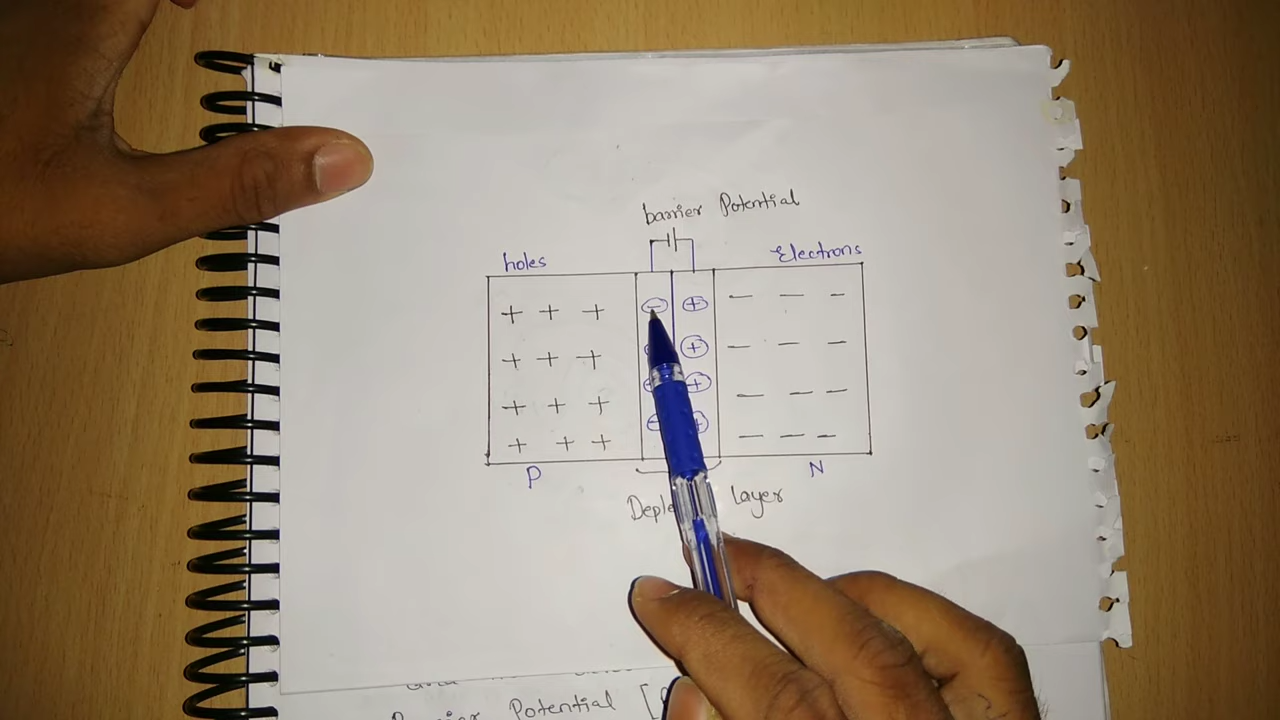 barrier Potential
holes
Electrons
+ + + ⊖ ⊕ — — —
+ + + ⊕ — — —
+ + + ⊕ — — —
+ + + ⊖ ⊕ — — —
P
N
layer
Potential